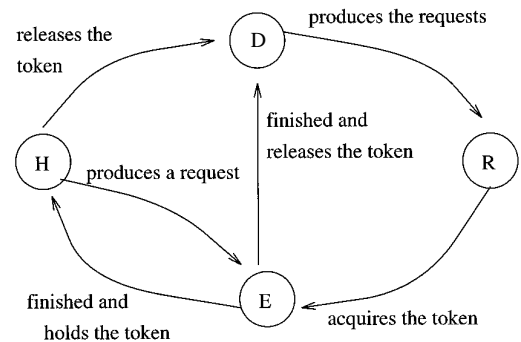 produces the requests
releases the
token
D
finished and
releases the token
H
produces a request
R
E
finished and
holds the token
acquires the token